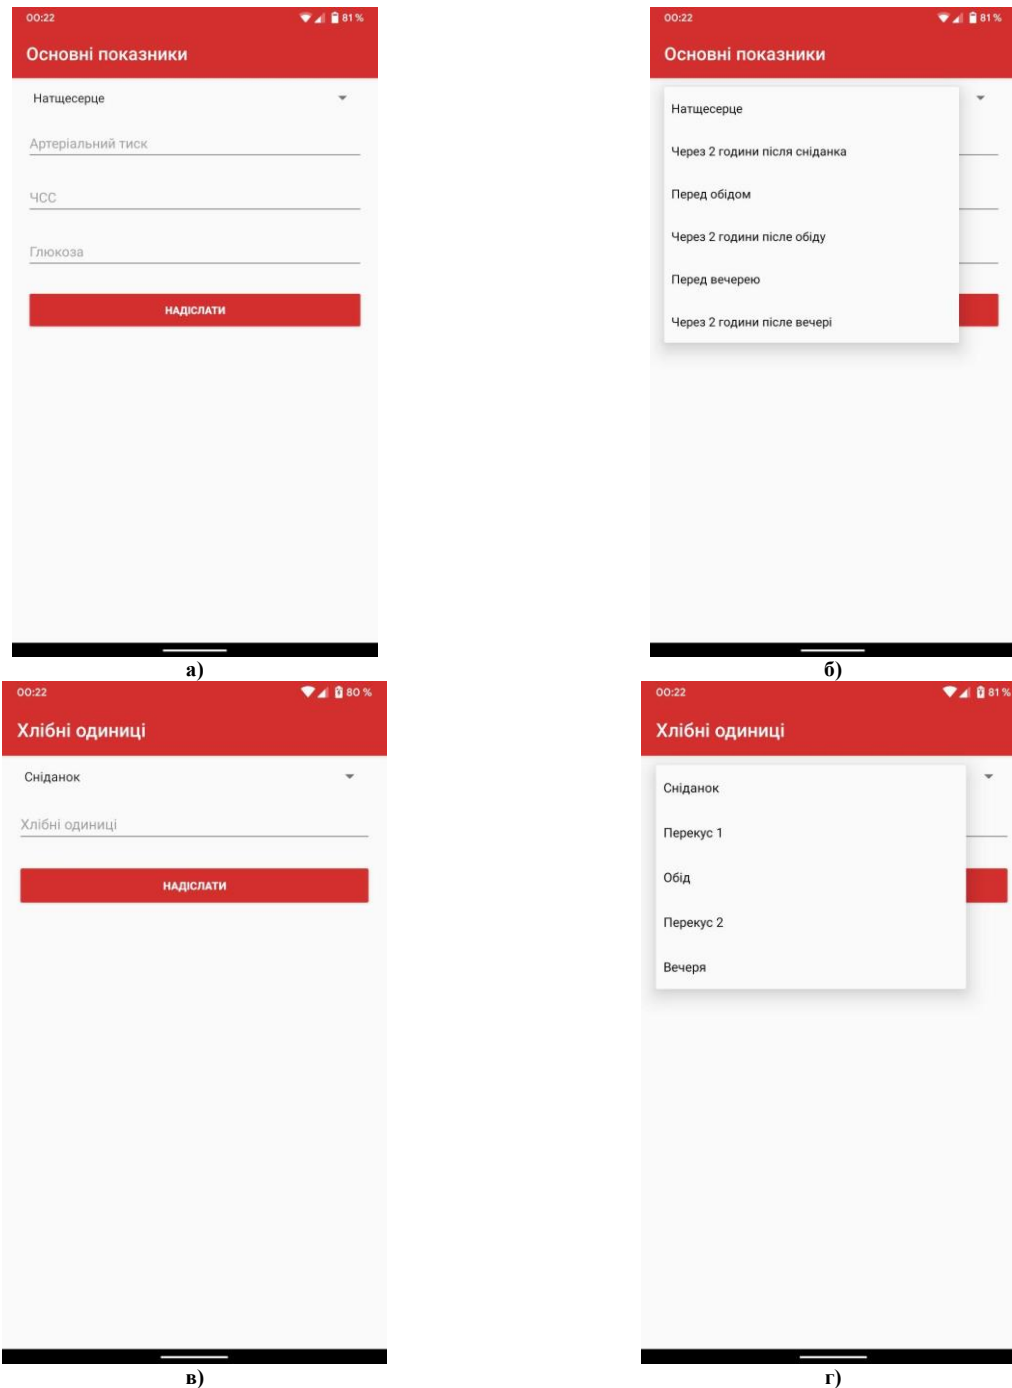 00:22 81 %
Основні показники
Натщесерце
Артеріальний тиск
ЧСС
Глюкоза
НАДІСЛАТИ
а)
00:22 81 %
Основні показники
Натщесерце
Через 2 години після сніданка
Перед обідом
Через 2 години після обіду
Перед вечерею
Через 2 години після вечері
б)
00:22 80 %
Хлібні одиниці
Сніданок
Хлібні одиниці
НАДІСЛАТИ
в)
00:22 81 %
Хлібні одиниці
Сніданок
Перекус 1
Обід
Перекус 2
Вечеря
г)